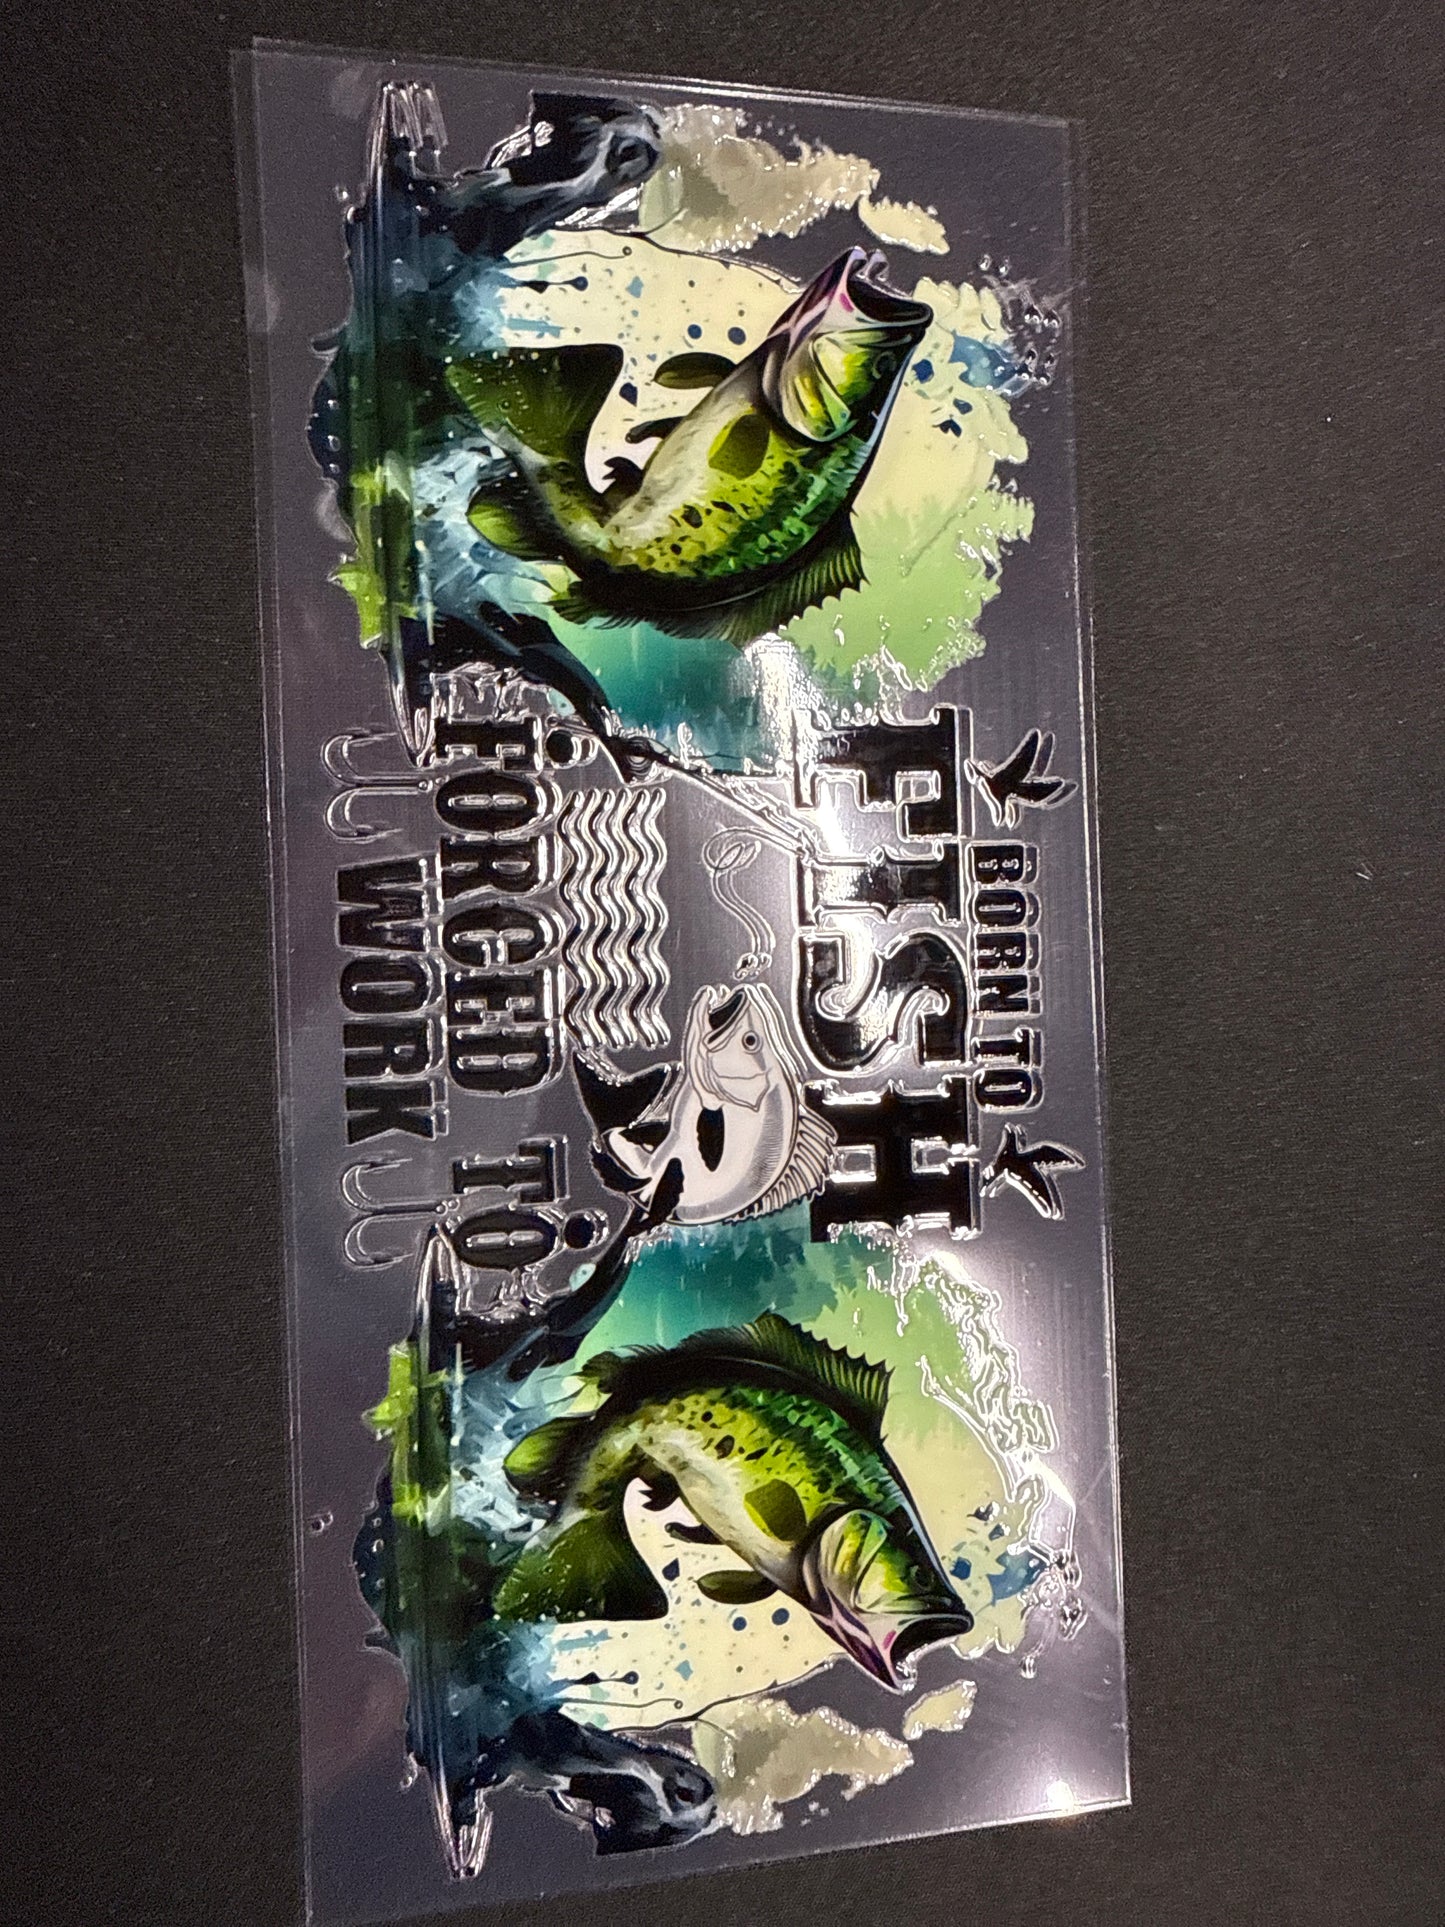 BORN TO
FISH
FORCED TO
WORK